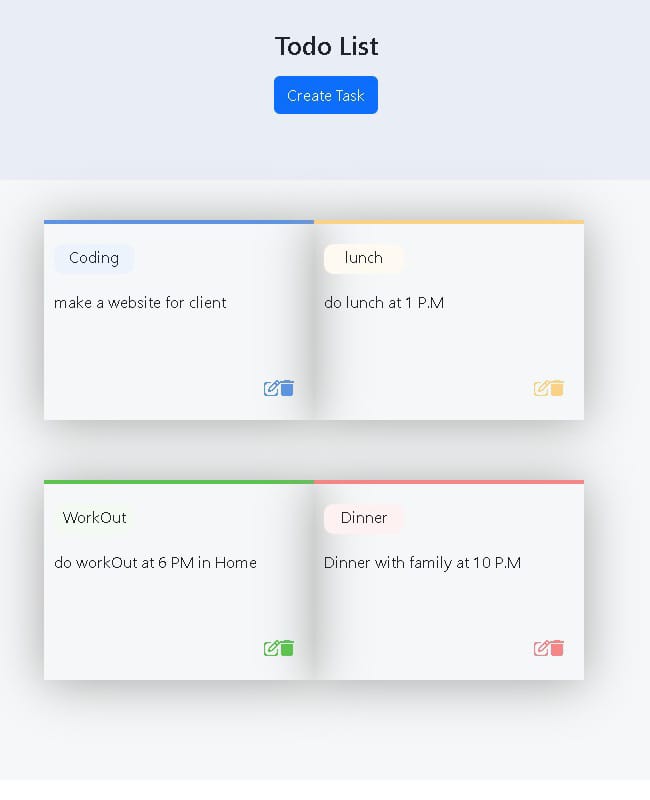 Todo List
Create Task
Coding
make a website for client
lunch
do lunch at 1 P.M
WorkOut
do workOut at 6 PM in Home
Dinner
Dinner with family at 10 P.M